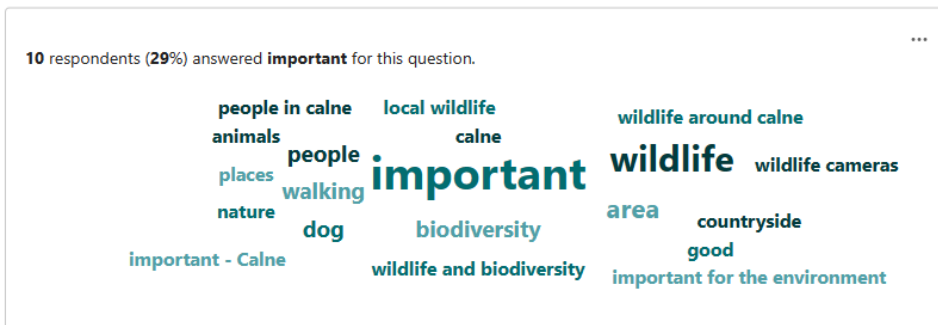 10 respondents (29%) answered important for this question.
people in calne
local wildlife
wildlife around calne
animals
calne
people
important
wildlife
wildlife cameras
places
walking
nature
dog
biodiversity
area
countryside
good
important - Calne
wildlife and biodiversity
important for the environment